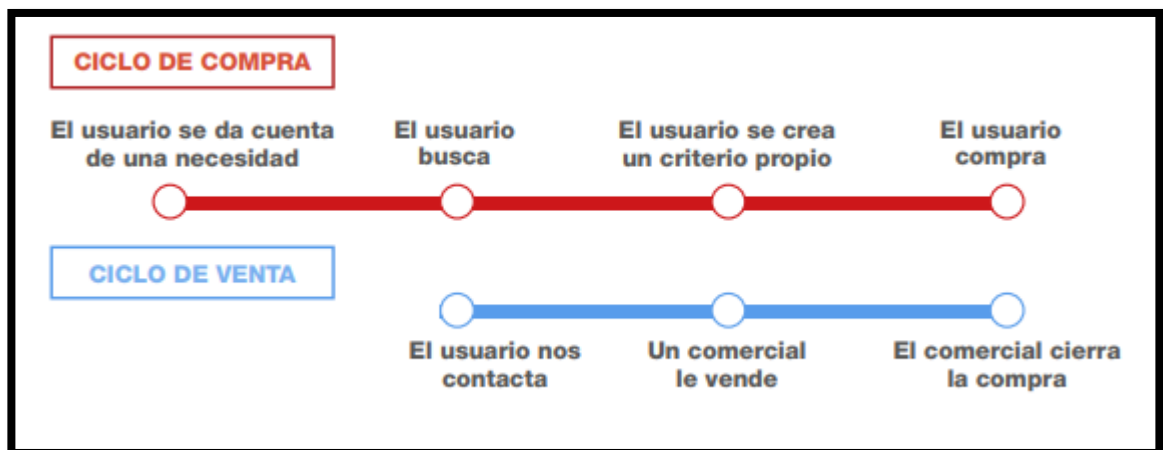 CICLO DE COMPRA
El usuario se da cuenta
de una necesidad
El usuario
busca
El usuario se crea
un criterio propio
El usuario
compra
CICLO DE VENTA
El usuario nos
contacta
Un comercial
le vende
El comercial cierra
la compra